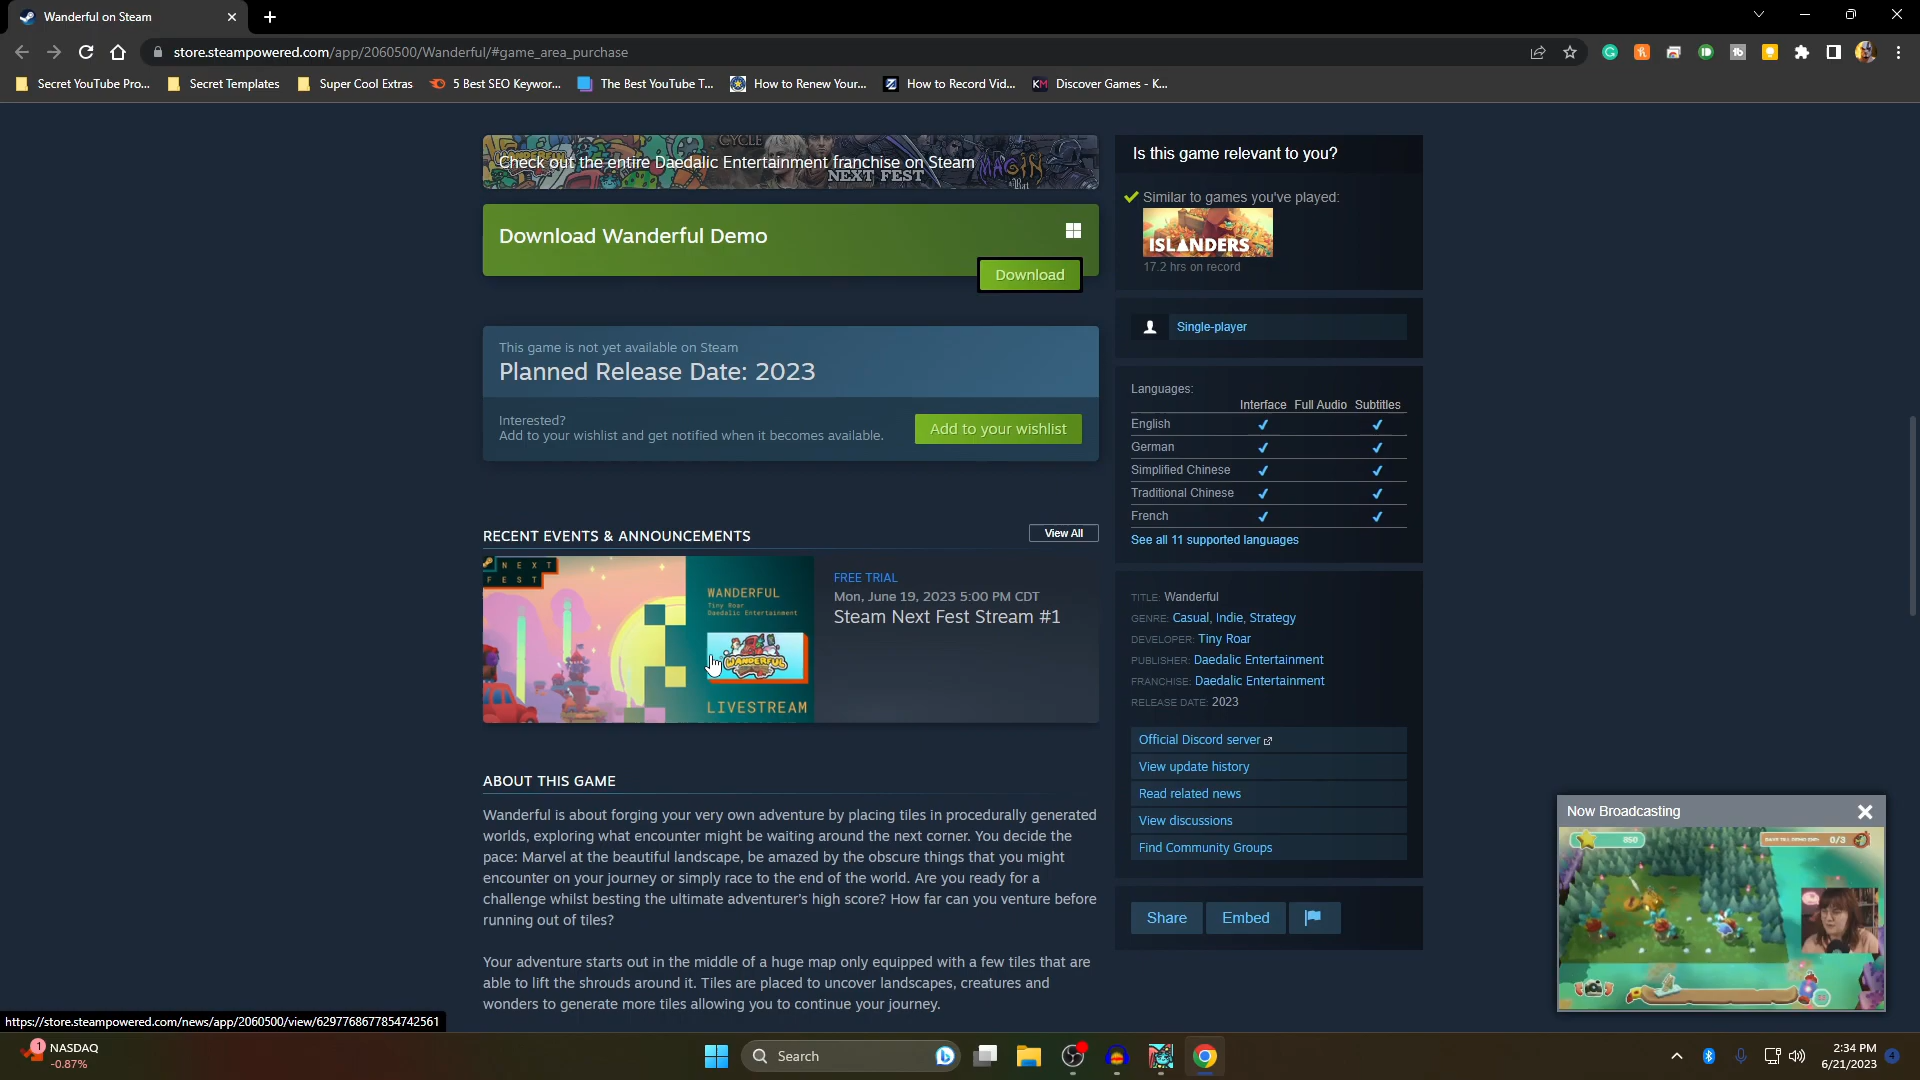 Wanderful on Steam
store.steampowered.com/app/2060500/Wanderful/#game_area_purchase
Secret YouTube Pro... Secret Templates Super Cool Extras 5 Best SEO Keywor... The Best YouTube T... How to Renew Your... How to Record Vid... KM Discover Games - K...
CYCLE
Check out the entire Daedalic Entertainment franchise on Steam
NEXT FEST
Download Wanderful Demo
Download
This game is not yet available on Steam
Planned Release Date: 2023
Interested?
Add to your wishlist and get notified when it becomes available.
Add to your wishlist
RECENT EVENTS & ANNOUNCEMENTS
View All
NEXT
FEST
WANDERFUL
Tiny Roar
Daedalic Entertainment
WANDERFUL
LIVESTREAM
FREE TRIAL
Mon, June 19, 2023 5:00 PM CDT
Steam Next Fest Stream #1
ABOUT THIS GAME
Wanderful is about forging your very own adventure by placing tiles in procedurally generated
worlds, exploring what encounter might be waiting around the next corner. You decide the
pace: Marvel at the beautiful landscape, be amazed by the obscure things that you might
encounter on your journey or simply race to the end of the world. Are you ready for a
challenge whilst besting the ultimate adventurer's high score? How far can you venture before
running out of tiles?
Your adventure starts out in the middle of a huge map only equipped with a few tiles that are
able to lift the shrouds around it. Tiles are placed to uncover landscapes, creatures and
wonders to generate more tiles allowing you to continue your journey.
Is this game relevant to you?
Similar to games you've played:
ISLANDERS
17.2 hrs on record
Single-player
Languages:
Interface Full Audio Subtitles
English
German
Simplified Chinese
Traditional Chinese
French
See all 11 supported languages
TITLE: Wanderful
GENRE: Casual, Indie, Strategy
DEVELOPER: Tiny Roar
PUBLISHER: Daedalic Entertainment
FRANCHISE: Daedalic Entertainment
RELEASE DATE: 2023
Official Discord server
View update history
Read related news
View discussions
Find Community Groups
Share Embed
Now Broadcasting
850
0/3
https://store.steampowered.com/news/app/2060500/view/6297768677854742561
1
NASDAQ
-0.87%
Search
2:34 PM
6/21/2023
4